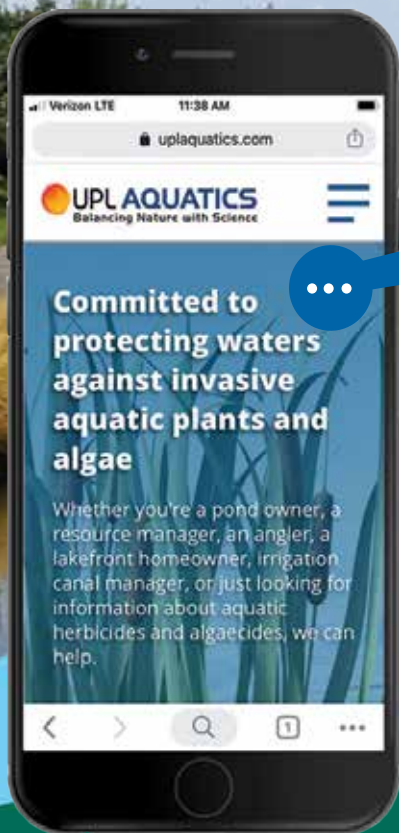 Verizon LTE 11:38 AM
uplaquatics.com
UPL AQUATICS
Balancing Nature with Science
Committed to
protecting waters
against invasive
aquatic plants and
algae
Whether you're a pond owner, a
resource manager, an angler, a
lakefront homeowner, irrigation
canal manager, or just looking for
information about aquatic
herbicides and algaecides, we can
help.
1